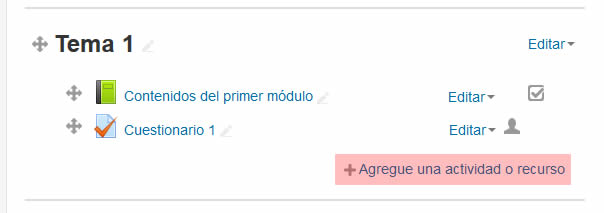 Tema 1 Editar
Contenidos del primer módulo Editar
Cuestionario 1 Editar
Agregue una actividad o recurso